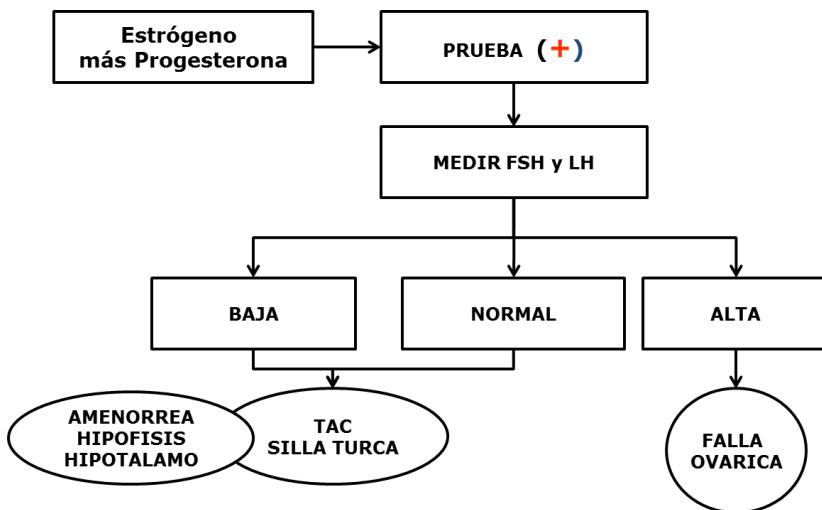 Estrógeno
más Progesterona
PRUEBA (+)
MEDIR FSH y LH
BAJA
NORMAL
ALTA
AMENORREA
HIPOFISIS
HIPOTALAMO
TAC
SILLA TURCA
FALLA
OVARICA